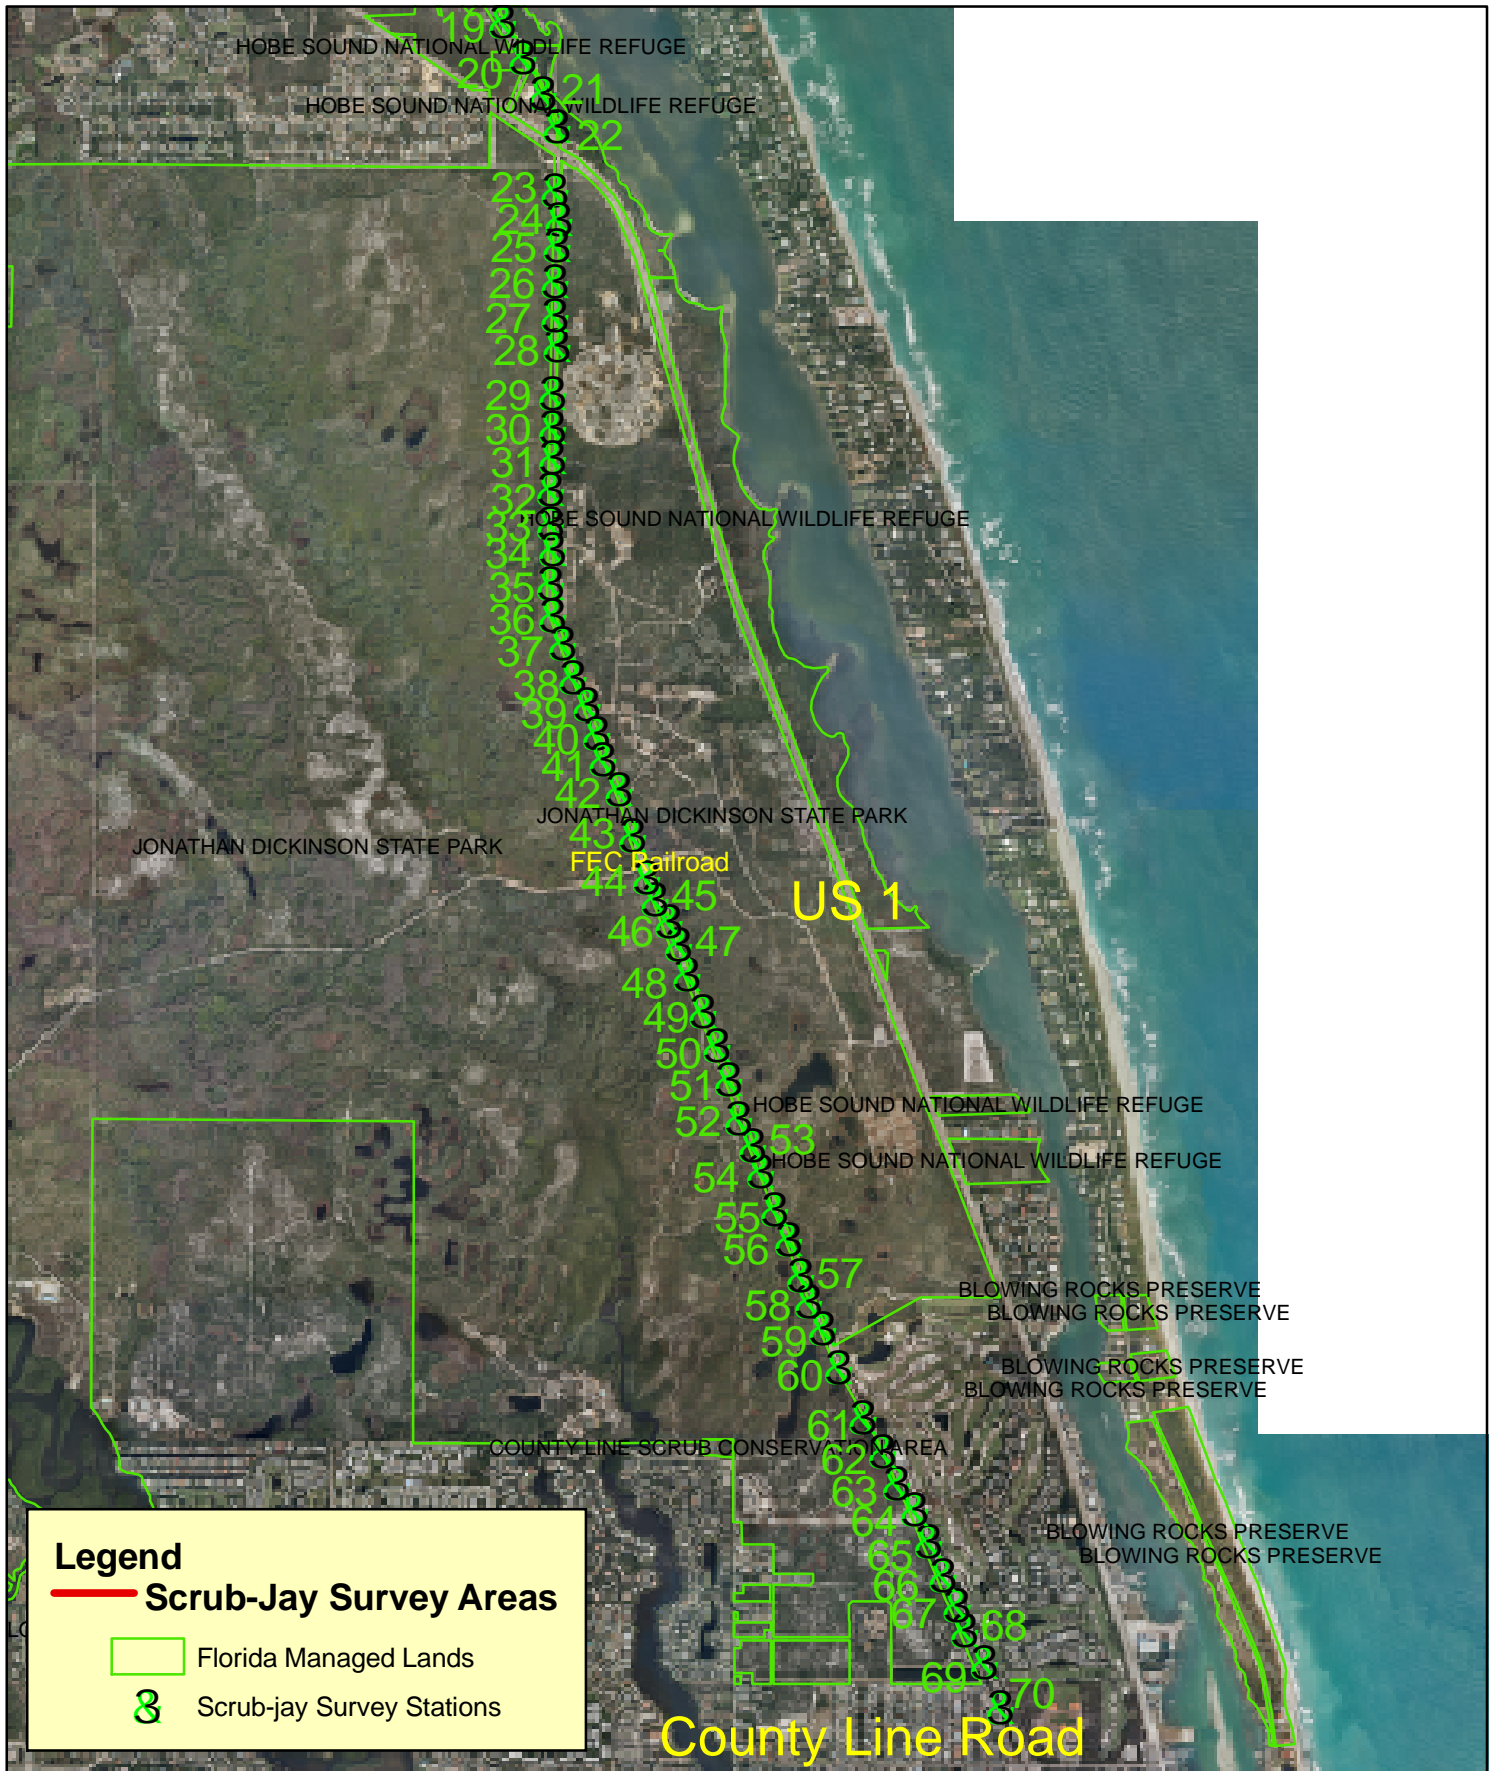 19
HOBE SOUND NATIONAL WILDLIFE REFUGE
20
21
HOBE SOUND NATIONAL WILDLIFE REFUGE
22
23
24
25
26
27
28
29
30
31
32
33
HOBE SOUND NATIONAL WILDLIFE REFUGE
34
35
36
37
38
39
40
41
42
JONATHAN DICKINSON STATE PARK
43
JONATHAN DICKINSON STATE PARK
FEC Railroad
44
45
US 1
46
47
48
49
50
51
52
HOBE SOUND NATIONAL WILDLIFE REFUGE
53
HOBE SOUND NATIONAL WILDLIFE REFUGE
54
55
56
57
BLOWING ROCKS PRESERVE
58
BLOWING ROCKS PRESERVE
59
60
BLOWING ROCKS PRESERVE
BLOWING ROCKS PRESERVE
61
COUNTY LINE SCRUB CONSERVATION AREA
62
63
64
BLOWING ROCKS PRESERVE
65
BLOWING ROCKS PRESERVE
66
67
68
69
70
County Line Road
Legend
Scrub-Jay Survey Areas
Florida Managed Lands
Scrub-jay Survey Stations